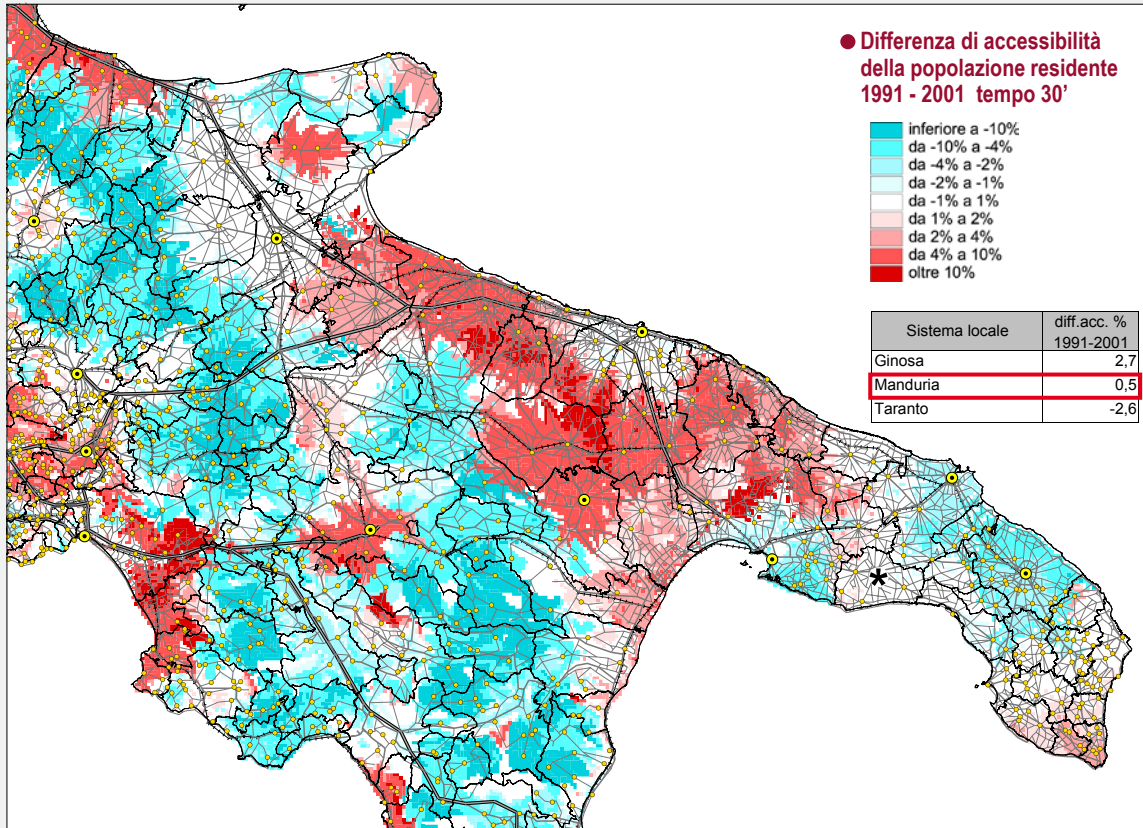 ● Differenza di accessibilità
della popolazione residente
1991 - 2001 tempo 30’
inferiore a -10%
da -10% a -4%
da -4% a -2%
da -2% a -1%
da -1% a 1%
da 1% a 2%
da 2% a 4%
da 4% a 10%
oltre 10%
Sistema locale diff.acc. % 1991-2001
Ginosa 2,7
Manduria 0,5
Taranto -2,6
*